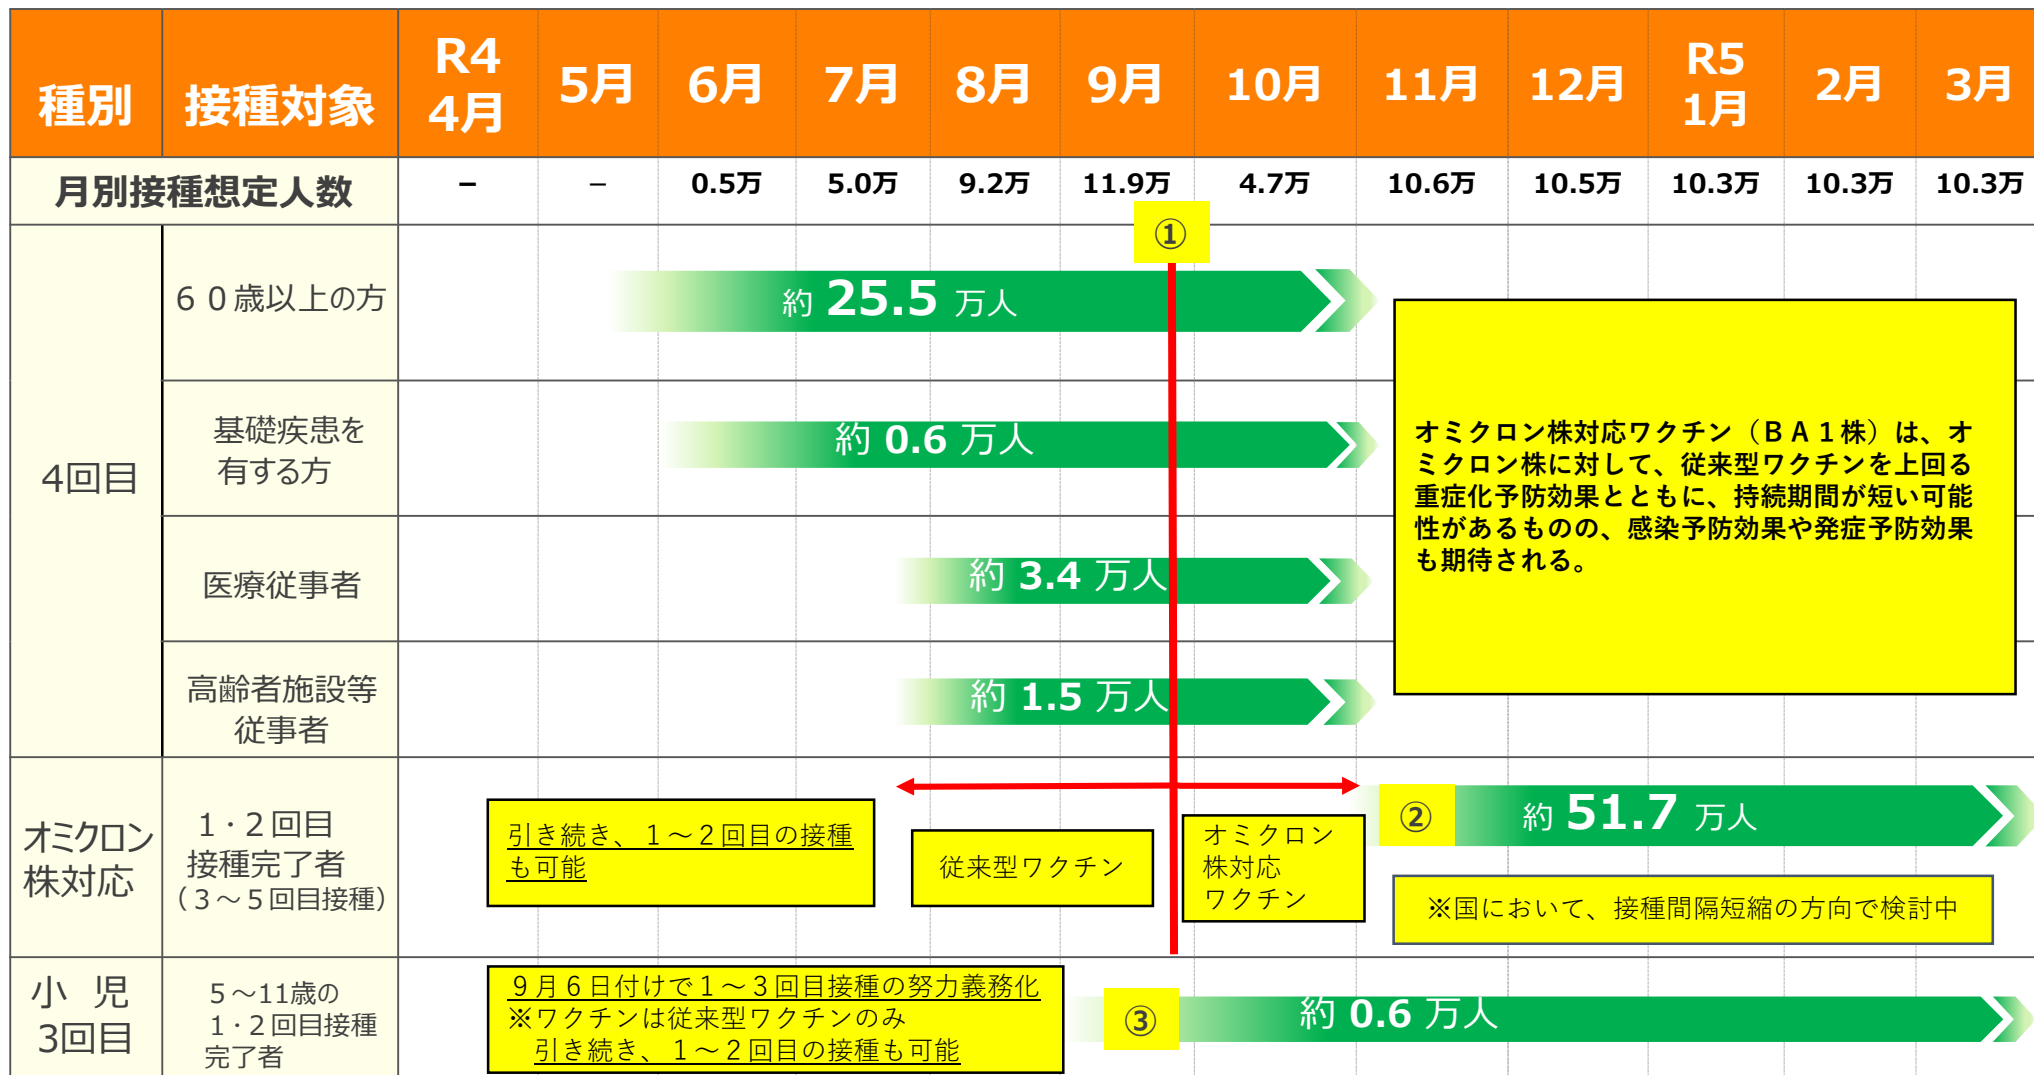 種別
接種対象
R4
4月
5月
6月
7月
8月
9月
10月
11月
12月
R5
1月
2月
3月
月別接種想定人数
–
–
0.5万
5.0万
9.2万
11.9万
4.7万
10.6万
10.5万
10.3万
10.3万
10.3万
①
4回目
６０歳以上の方
約 25.5 万人
基礎疾患を
有する方
約 0.6 万人
医療従事者
約 3.4 万人
高齢者施設等
従事者
約 1.5 万人
オミクロン株対応ワクチン（ＢＡ１株）は、オ
ミクロン株に対して、従来型ワクチンを上回る
重症化予防効果とともに、持続期間が短い可能
性があるものの、感染予防効果や発症予防効果
も期待される。
オミクロン
株対応
１・２回目
接種完了者
（３～５回目接種）
引き続き、１～２回目の接種
も可能
従来型ワクチン
オミクロン
株対応
ワクチン
②
約 51.7 万人
※国において、接種間隔短縮の方向で検討中
小 児
3回目
５～11歳の
１・２回目接種
完了者
９月６日付けで１～３回目接種の努力義務化
※ワクチンは従来型ワクチンのみ
引き続き、１～２回目の接種も可能
③
約 0.6 万人